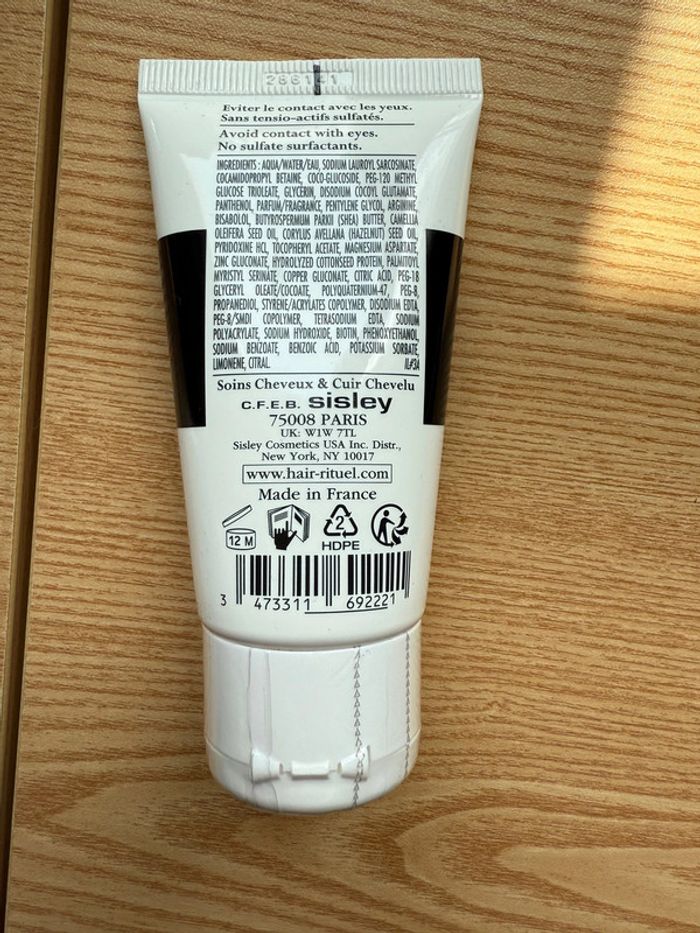 286141
Eviter le contact avec les yeux.
Sans tensio-actifs sulfatés.
Avoid contact with eyes.
No sulfate surfactants.
INGREDIENTS : AQUA/WATER/EAU, SODIUM LAUROYL SARCOSINATE,
COCAMIDOPROPYL BETAINE, COCO-GLUCOSIDE, PEG-120 METHYL
GLUCOSE TRIOLEATE, GLYCERIN, DISODIUM COCOYL GLUTAMATE,
PANTHENOL, PARFUM/FRAGRANCE, PENTYLENE GLYCOL, ARGININE,
BISABOLOL, BUTYROSPERMUM PARKII (SHEA) BUTTER, CAMELLIA
OLEIFERA SEED OIL, CORYLUS AVELLANA (HAZELNUT) SEED OIL,
PYRIDOXINE HCl, TOCOPHERYL ACETATE, MAGNESIUM ASPARTATE,
ZINC GLUCONATE, HYDROLYZED COTTONSEED PROTEIN, PALMITOYL
MYRISTYL SERINATE, COPPER GLUCONATE, CITRIC ACID, PEG-18
GLYCERYL OLEATE/COCOATE, POLYQUATERNIUM-47, PEG-8,
PROPANEDIOL, STYRENE/ACRYLATES COPOLYMER, DISODIUM EDTA,
PEG-8/SMDI COPOLYMER, TETRASODIUM EDTA, SODIUM
POLYACRYLATE, SODIUM HYDROXIDE, BIOTIN, PHENOXYETHANOL,
SODIUM BENZOATE, BENZOIC ACID, POTASSIUM SORBATE,
LIMONENE, CITRAL. IL#3A
Soins Cheveux & Cuir Chevelu
C.F.E.B. sisley
75008 PARIS
UK: W1W 7TL
Sisley Cosmetics USA Inc. Distr.,
New York, NY 10017
www.hair-rituel.com
Made in France
12 M
2
HDPE
3 473311 692221